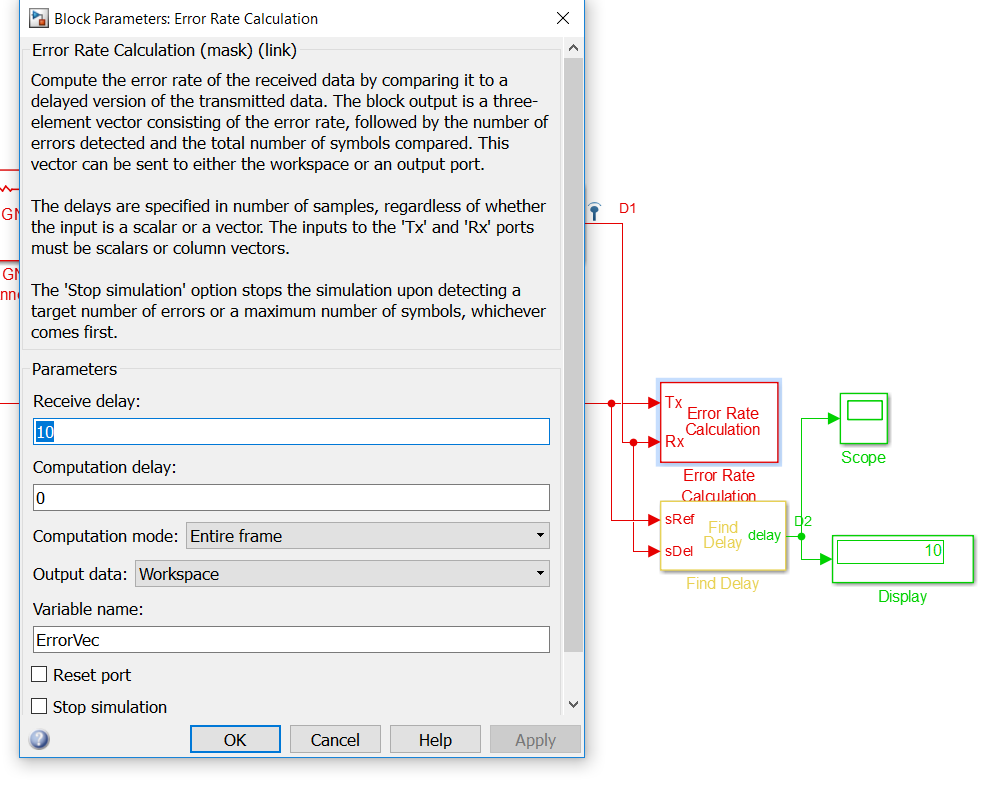 Block Parameters: Error Rate Calculation
Error Rate Calculation (mask) (link)
Compute the error rate of the received data by comparing it to a
delayed version of the transmitted data. The block output is a three-
element vector consisting of the error rate, followed by the number of
errors detected and the total number of symbols compared. This
vector can be sent to either the workspace or an output port.
The delays are specified in number of samples, regardless of whether
the input is a scalar or a vector. The inputs to the 'Tx' and 'Rx' ports
must be scalars or column vectors.
The 'Stop simulation' option stops the simulation upon detecting a
target number of errors or a maximum number of symbols, whichever
comes first.
Parameters
Receive delay:
10
Computation delay:
0
Computation mode: Entire frame
Output data: Workspace
Variable name:
ErrorVec
Reset port
Stop simulation
OK Cancel Help Apply
D1
Tx
Error Rate
Calculation
Rx
Error Rate
Calculation
sRef
Find
Delay
delay
sDel
Find Delay
D2
Scope
10
Display